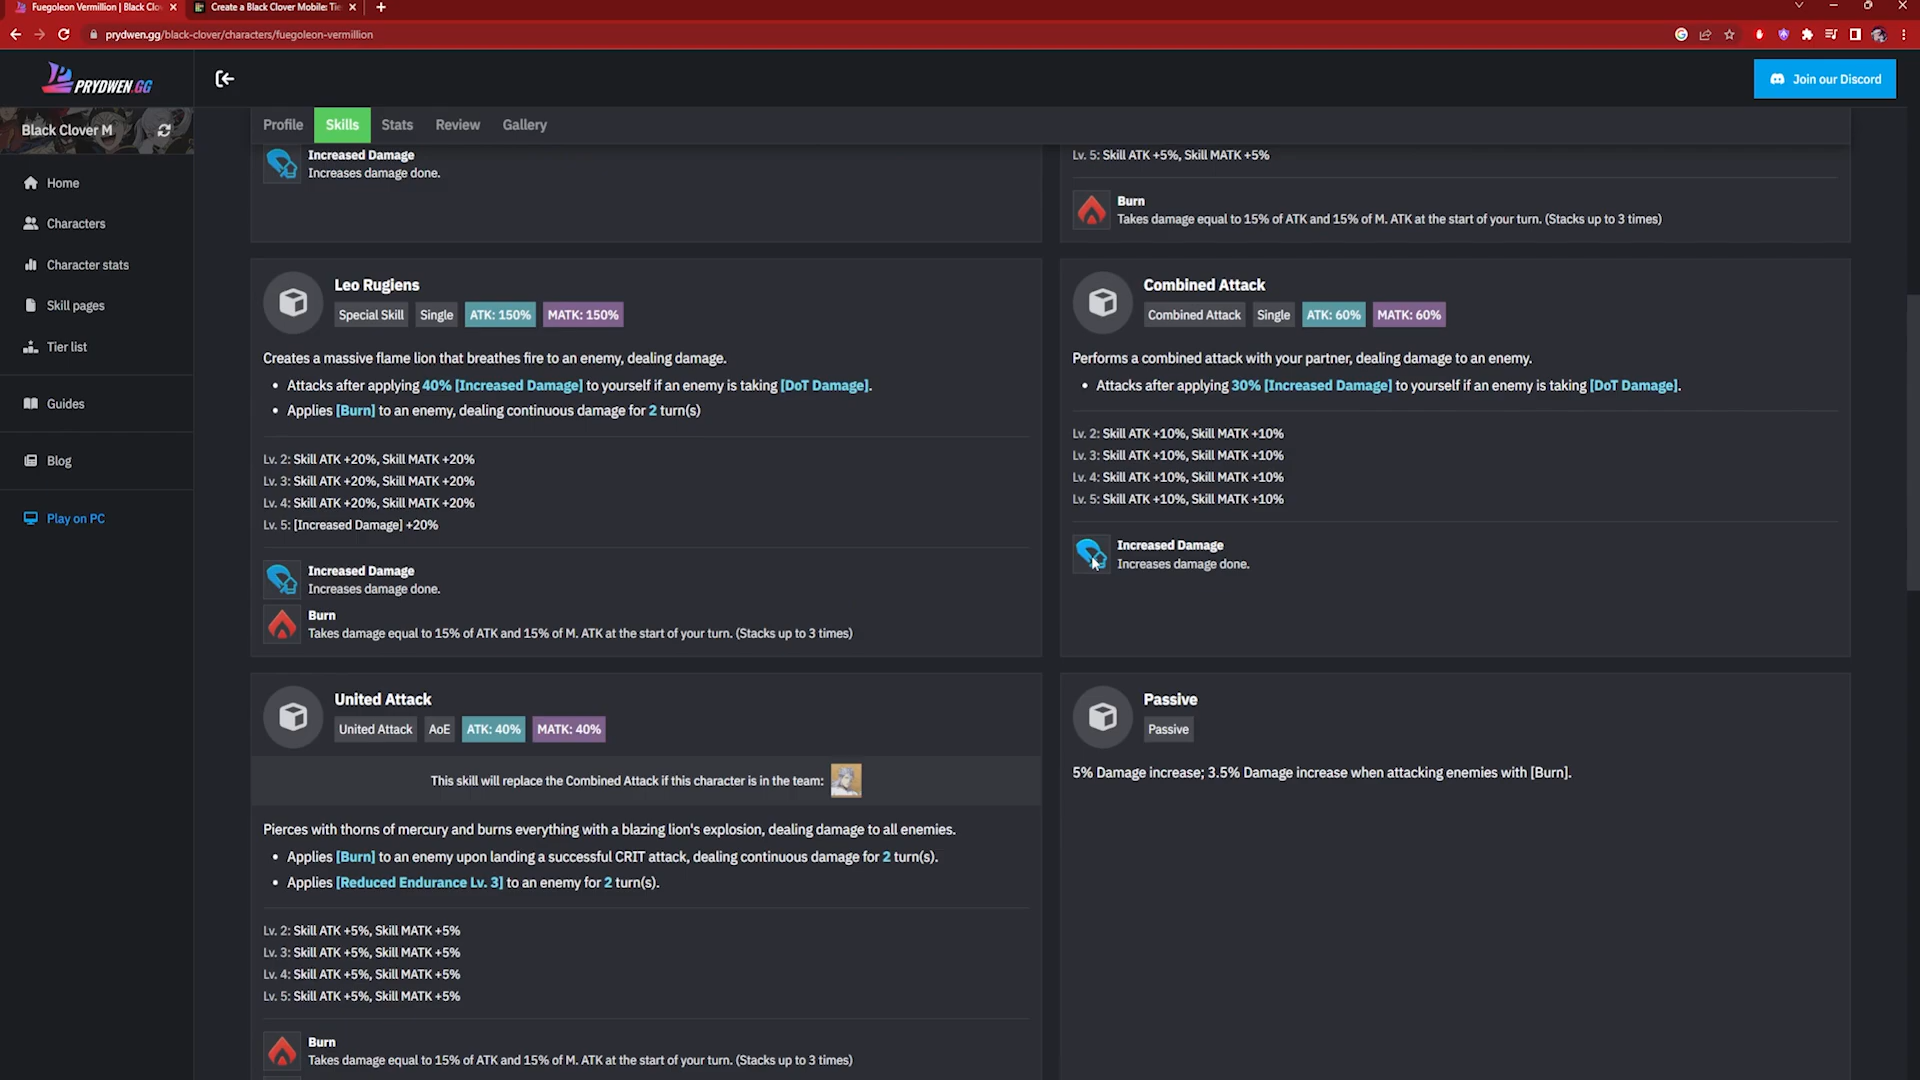 Fuegoleon Vermillion | Black Clo
Create a Black Clover Mobile: Tie
prydwen.gg/black-clover/characters/fuegoleon-vermillion
PRYDWEN.GG
Join our Discord
Black Clover M
Home
Characters
Character stats
Skill pages
Tier list
Guides
Blog
Play on PC
Profile
Skills
Stats
Review
Gallery
Increased Damage
Increases damage done.
Lv. 5: Skill ATK +5%, Skill MATK +5%
Burn
Takes damage equal to 15% of ATK and 15% of M. ATK at the start of your turn. (Stacks up to 3 times)
Leo Rugiens
Special Skill
Single
ATK: 150%
MATK: 150%
Creates a massive flame lion that breathes fire to an enemy, dealing damage.
• Attacks after applying 40% [Increased Damage] to yourself if an enemy is taking [DoT Damage].
• Applies [Burn] to an enemy, dealing continuous damage for 2 turn(s)
Lv. 2: Skill ATK +20%, Skill MATK +20%
Lv. 3: Skill ATK +20%, Skill MATK +20%
Lv. 4: Skill ATK +20%, Skill MATK +20%
Lv. 5: [Increased Damage] +20%
Increased Damage
Increases damage done.
Burn
Takes damage equal to 15% of ATK and 15% of M. ATK at the start of your turn. (Stacks up to 3 times)
Combined Attack
Combined Attack
Single
ATK: 60%
MATK: 60%
Performs a combined attack with your partner, dealing damage to an enemy.
• Attacks after applying 30% [Increased Damage] to yourself if an enemy is taking [DoT Damage].
Lv. 2: Skill ATK +10%, Skill MATK +10%
Lv. 3: Skill ATK +10%, Skill MATK +10%
Lv. 4: Skill ATK +10%, Skill MATK +10%
Lv. 5: Skill ATK +10%, Skill MATK +10%
Increased Damage
Increases damage done.
United Attack
United Attack
AoE
ATK: 40%
MATK: 40%
This skill will replace the Combined Attack if this character is in the team:
Pierces with thorns of mercury and burns everything with a blazing lion's explosion, dealing damage to all enemies.
• Applies [Burn] to an enemy upon landing a successful CRIT attack, dealing continuous damage for 2 turn(s).
• Applies [Reduced Endurance Lv. 3] to an enemy for 2 turn(s).
Lv. 2: Skill ATK +5%, Skill MATK +5%
Lv. 3: Skill ATK +5%, Skill MATK +5%
Lv. 4: Skill ATK +5%, Skill MATK +5%
Lv. 5: Skill ATK +5%, Skill MATK +5%
Burn
Takes damage equal to 15% of ATK and 15% of M. ATK at the start of your turn. (Stacks up to 3 times)
Passive
Passive
5% Damage increase; 3.5% Damage increase when attacking enemies with [Burn].